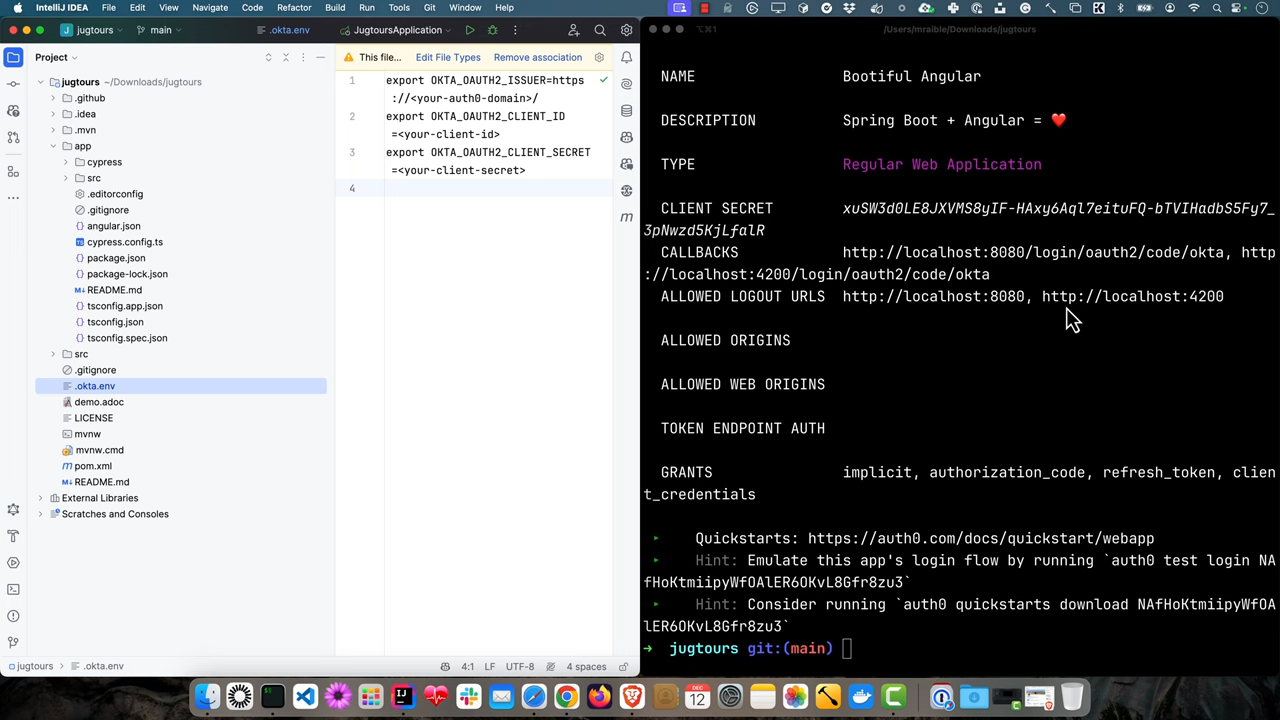 IntelliJ IDEA File Edit View Navigate Code Refactor Build Run Tools Git Window Help
jugtours main .okta.env JugtoursApplication
⌥⌘1 /Users/mraible/Downloads/jugtours
Project
This file... Edit File Types Remove association
jugtours ~/Downloads/jugtours
.github
.idea
.mvn
app
cypress
src
.editorconfig
.gitignore
angular.json
cypress.config.ts
package.json
package-lock.json
README.md
tsconfig.app.json
tsconfig.json
tsconfig.spec.json
src
.gitignore
.okta.env
demo.adoc
LICENSE
mvnw
mvnw.cmd
pom.xml
README.md
External Libraries
Scratches and Consoles
1 export OKTA_OAUTH2_ISSUER=https
://<your-auth0-domain>/
2 export OKTA_OAUTH2_CLIENT_ID
=<your-client-id>
3 export OKTA_OAUTH2_CLIENT_SECRET
=<your-client-secret>
4
jugtours > .okta.env
4:1 LF UTF-8 4 spaces
NAME Bootiful Angular
DESCRIPTION Spring Boot + Angular = ❤️
TYPE Regular Web Application
CLIENT SECRET xuSW3d0LE8JXVMS8yIF-HAxy6Aql7eituFQ-bTVIHadbS5Fy7_
3pNwzd5KjLfalR
CALLBACKS http://localhost:8080/login/oauth2/code/okta, http
://localhost:4200/login/oauth2/code/okta
ALLOWED LOGOUT URLS http://localhost:8080, http://localhost:4200
ALLOWED ORIGINS
ALLOWED WEB ORIGINS
TOKEN ENDPOINT AUTH
GRANTS implicit, authorization_code, refresh_token, clien
t_credentials
▸ Quickstarts: https://auth0.com/docs/quickstart/webapp
▸ Hint: Emulate this app's login flow by running `auth0 test login NA
fHoKtmiipyWfOAlER6OKvL8Gfr8zu3`
▸ Hint: Consider running `auth0 quickstarts download NAfHoKtmiipyWfOA
lER6OKvL8Gfr8zu3`
→ jugtours git:(main)
DEC
12